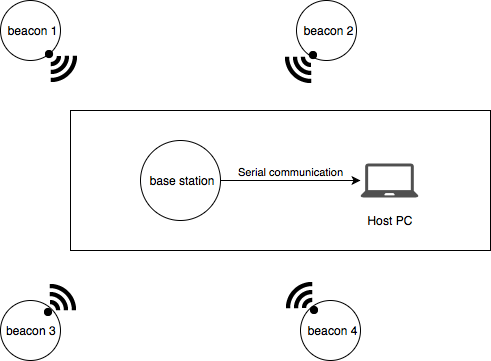 beacon 1
beacon 2
base station
Serial communication
Host PC
beacon 3
beacon 4